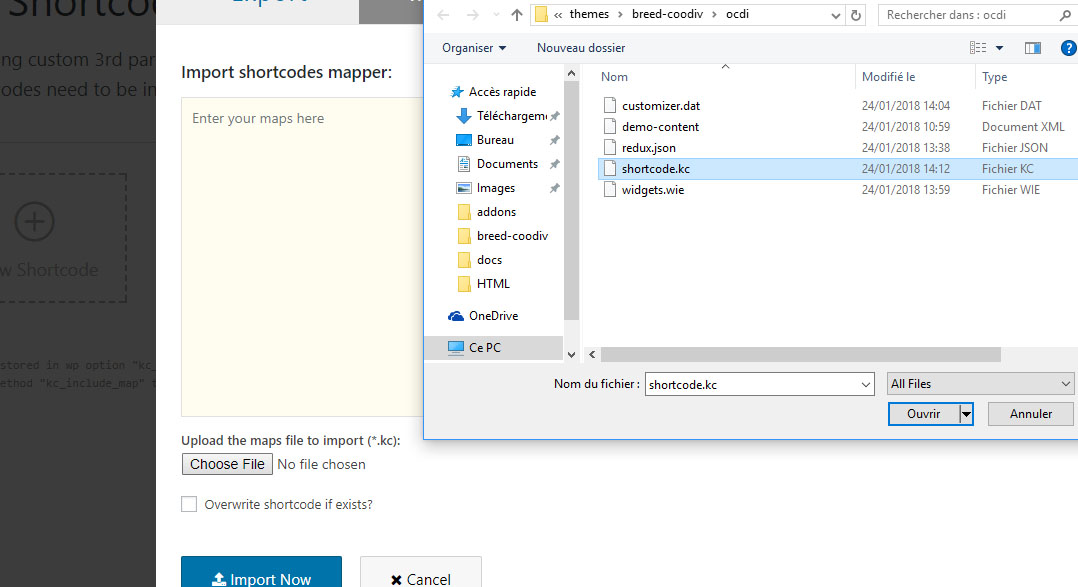 Shortcod
ing custom 3rd par
codes need to be in
w Shortcode
stored in wp option "kc_
ethod "kc_include_map" t
Export
Import shortcodes mapper:
Enter your maps here
Upload the maps file to import (*.kc):
Choose File No file chosen
Overwrite shortcode if exists?
Import Now
Cancel
« themes › breed-coodiv › ocdi
Rechercher dans : ocdi
Organiser
Nouveau dossier
Accès rapide
Téléchargem
Bureau
Documents
Images
addons
breed-coodiv
docs
HTML
OneDrive
Ce PC
Nom Modifié le Type
customizer.dat 24/01/2018 14:04 Fichier DAT
demo-content 24/01/2018 10:59 Document XML
redux.json 24/01/2018 13:38 Fichier JSON
shortcode.kc 24/01/2018 14:12 Fichier KC
widgets.wie 24/01/2018 13:59 Fichier WIE
Nom du fichier : shortcode.kc
All Files
Ouvrir
Annuler